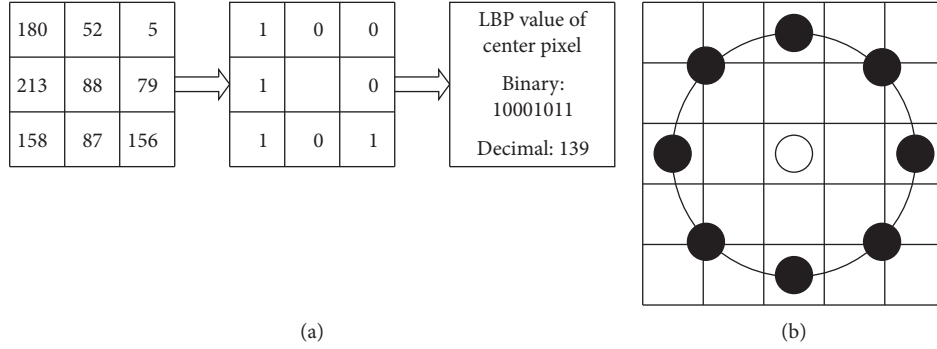 180 52 5
213 88 79
158 87 156
1 0 0
1 0
1 0 1
LBP value of
center pixel
Binary:
10001011
Decimal: 139
(a)
(b)